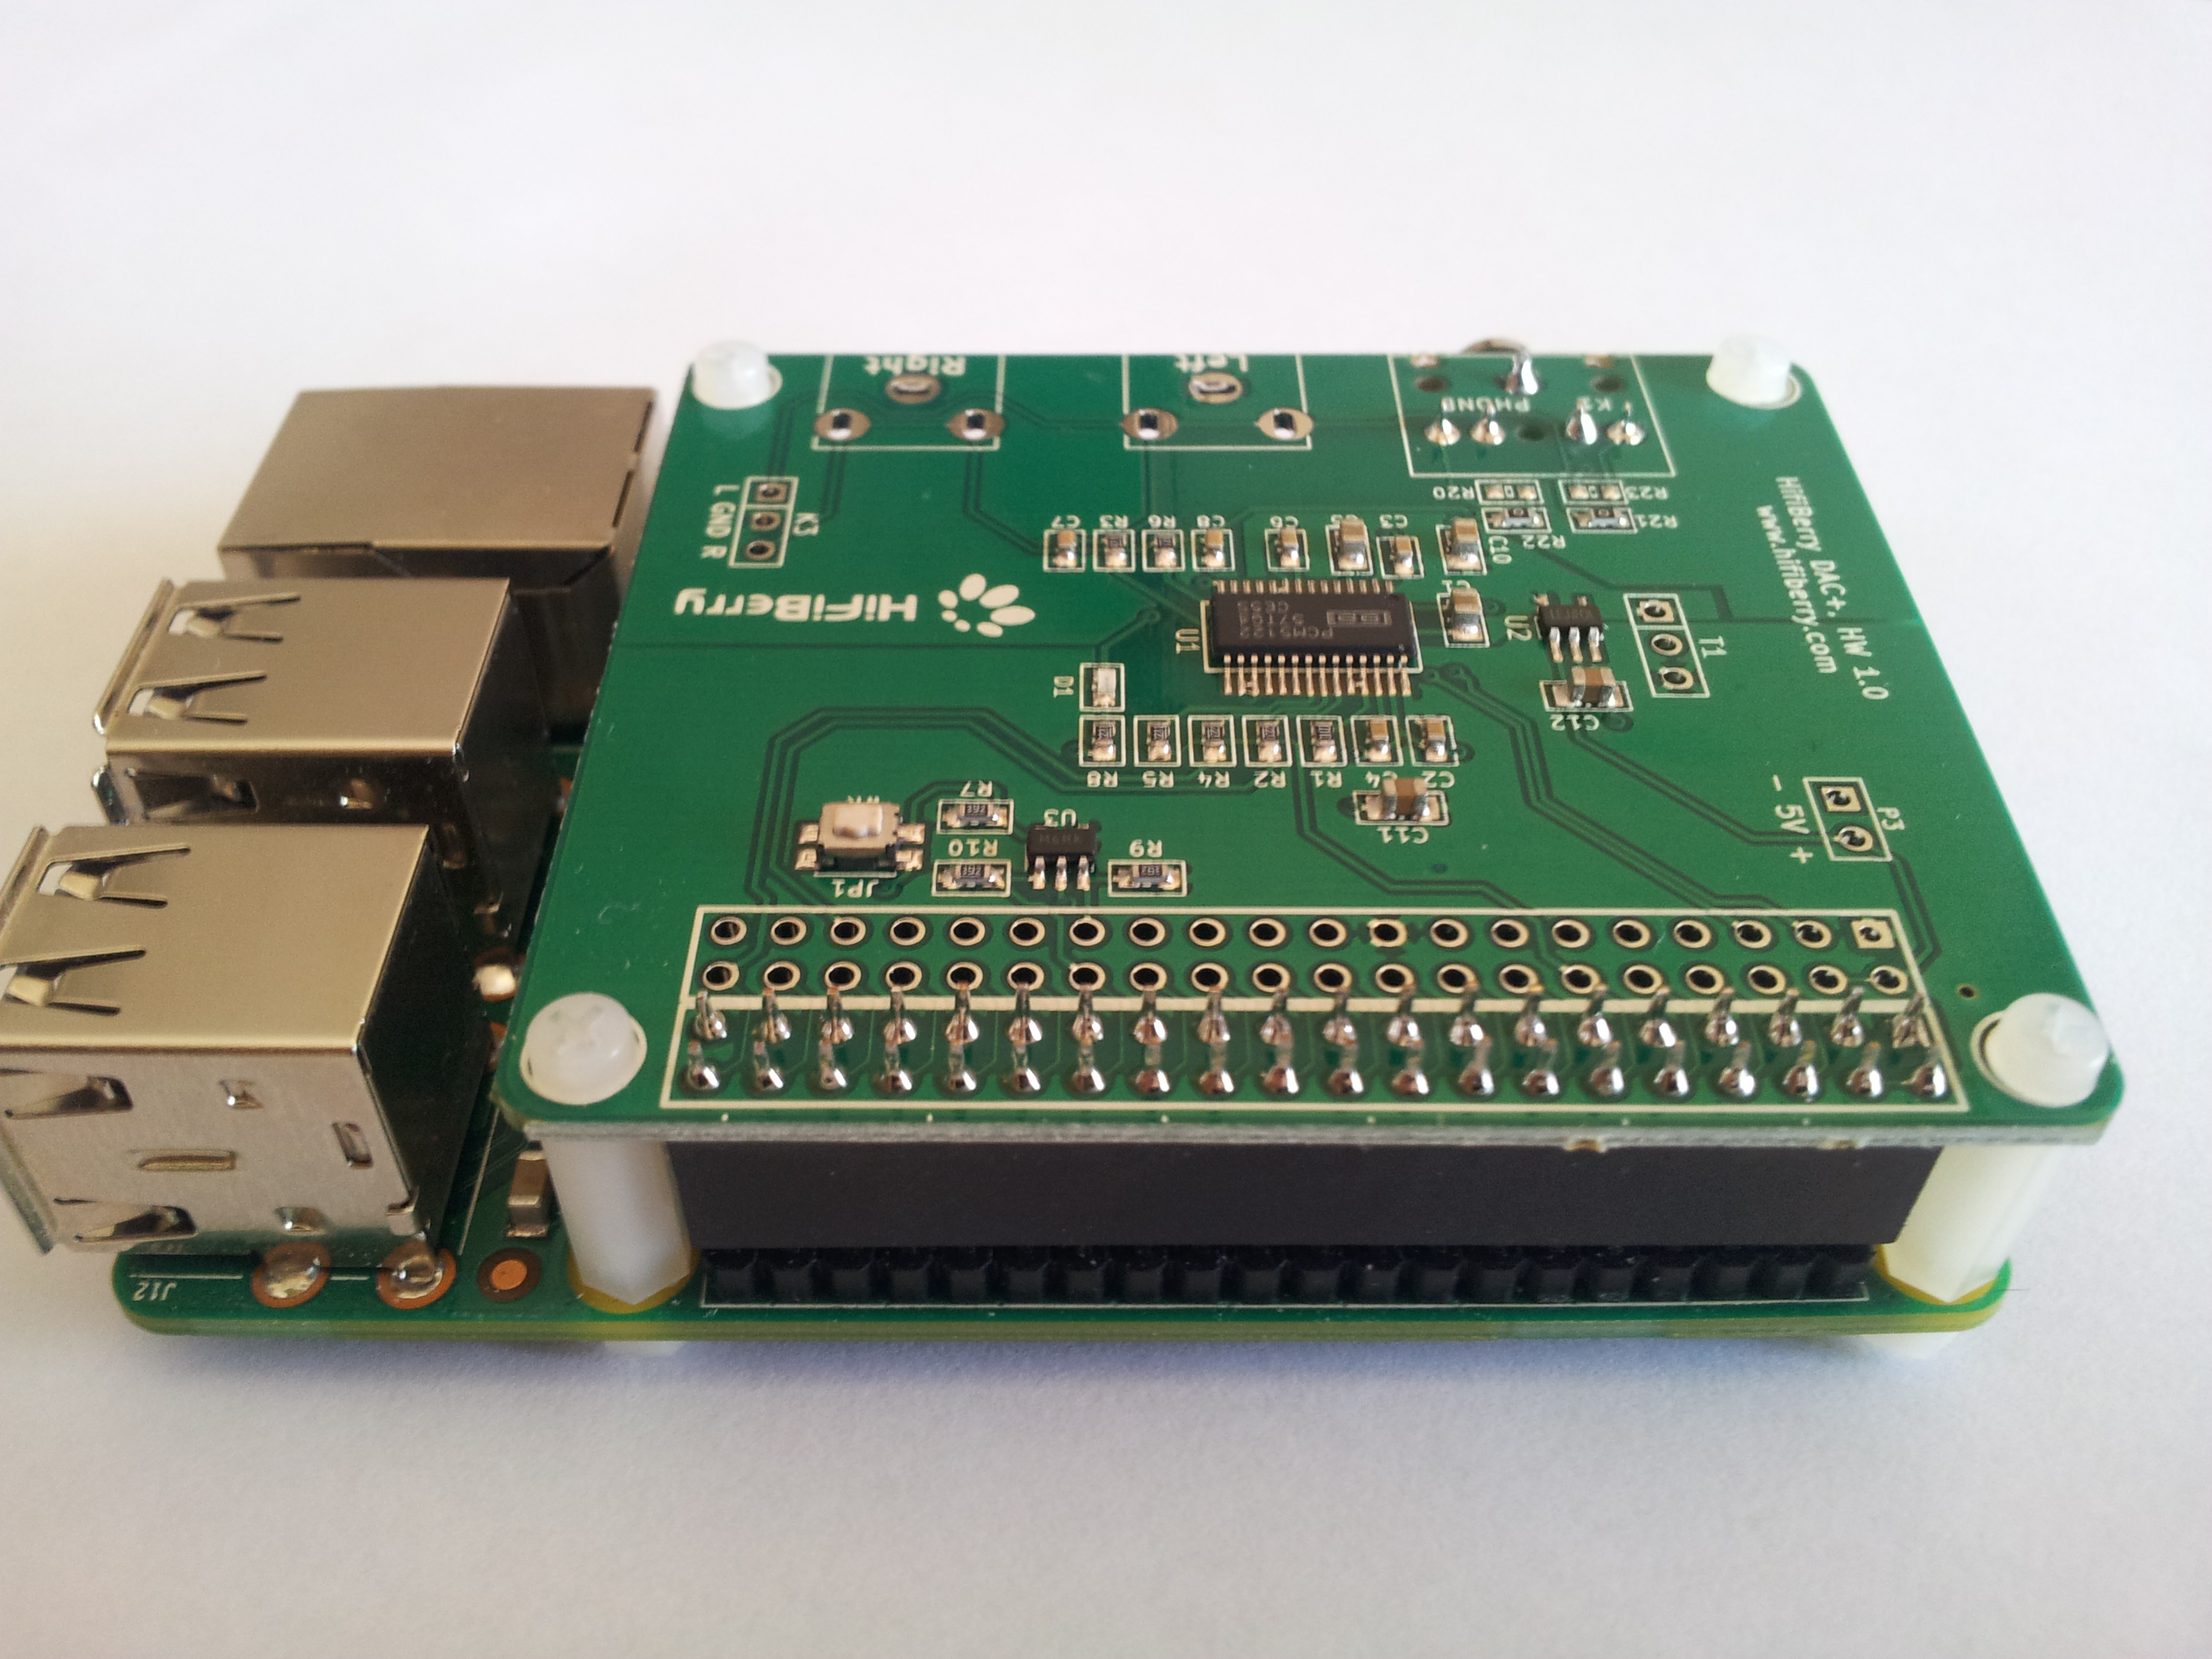 Right
Left
PHONE
HiFiBerry DAC+, HW 1.0
www.hifiberry.com
L GND R
K3
R20
R23
R22
R21
C7
R3
R6
C8
C6
C3
C10
HiFiBerry
U1
U2
T1
D1
C12
R8
R5
R4
R2
R1
C4
C2
C11
R7
U3
R10
R9
JP1
- 5V +
P3
J12